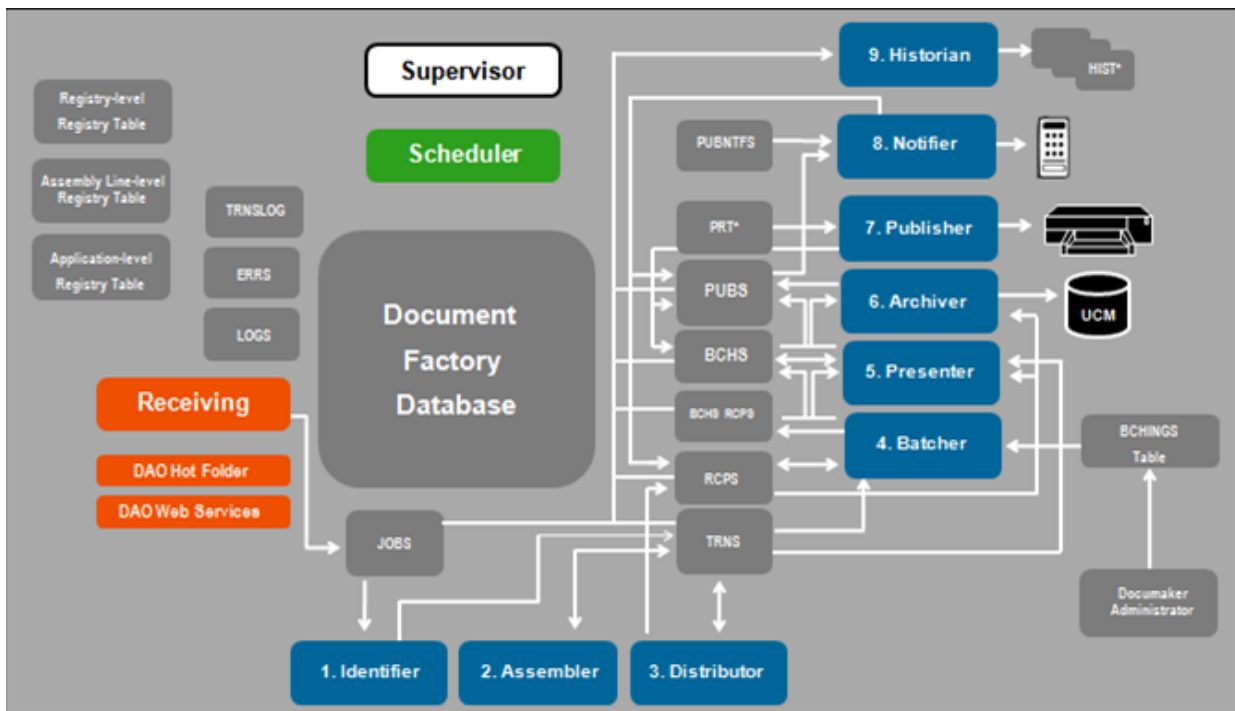 Supervisor
Scheduler
Registry-level
Registry Table
Assembly Line-level
Registry Table
Application-level
Registry Table
TRNSLOG
ERRS
LOGS
Document
Factory
Database
Receiving
DAO Hot Folder
DAO Web Services
JOBS
1. Identifier
2. Assembler
3. Distributor
PUBNTFS
PRT*
PUBS
BCHS
BCHS RCPS
RCPS
TRNS
9. Historian
HIST*
8. Notifier
7. Publisher
6. Archiver
UCM
5. Presenter
4. Batcher
BCHINGS
Table
Documaker
Administrator